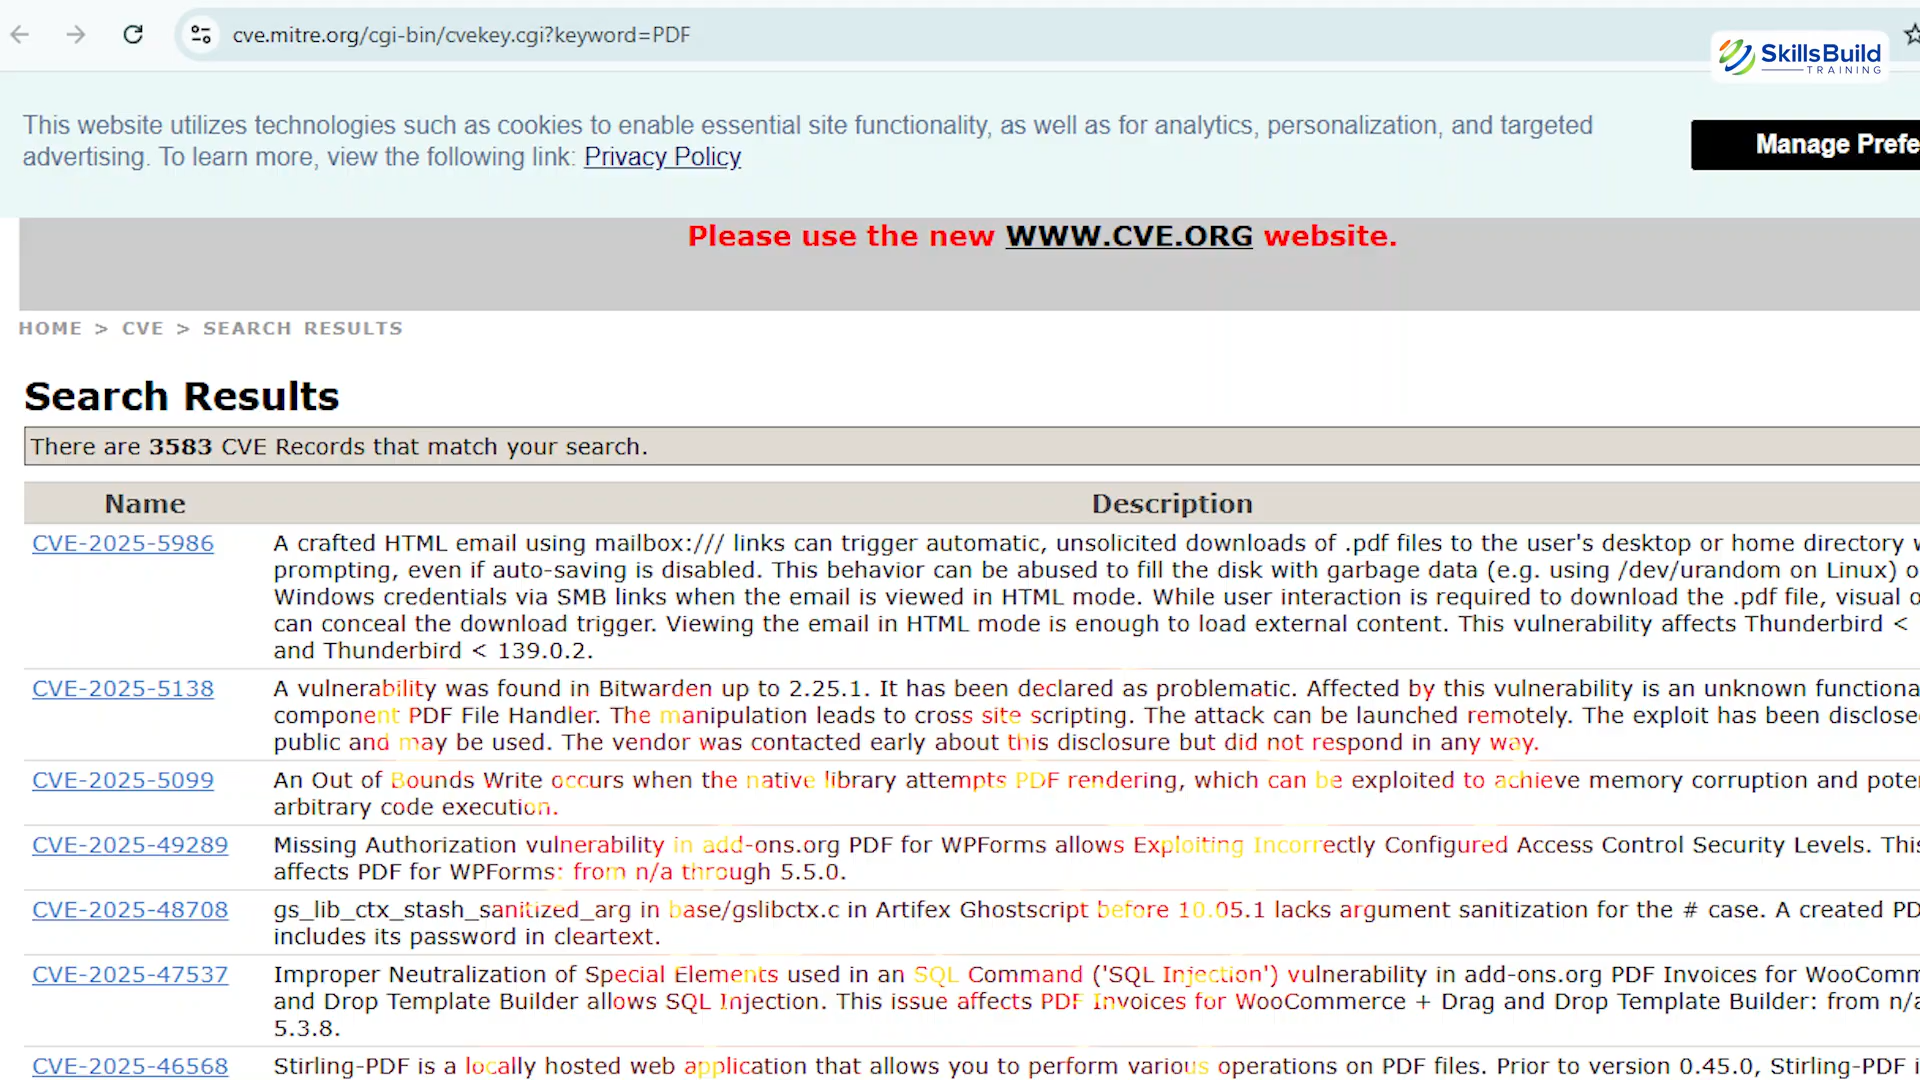 cve.mitre.org/cgi-bin/cvekey.cgi?keyword=PDF
SkillsBuild
TRAINING
This website utilizes technologies such as cookies to enable essential site functionality, as well as for analytics, personalization, and targeted
advertising. To learn more, view the following link: Privacy Policy
Manage Prefe
Please use the new WWW.CVE.ORG website.
HOME > CVE > SEARCH RESULTS
Search Results
There are 3583 CVE Records that match your search.
Name Description
CVE-2025-5986 A crafted HTML email using mailbox:/// links can trigger automatic, unsolicited downloads of .pdf files to the user's desktop or home directory
prompting, even if auto-saving is disabled. This behavior can be abused to fill the disk with garbage data (e.g. using /dev/urandom on Linux) o
Windows credentials via SMB links when the email is viewed in HTML mode. While user interaction is required to download the .pdf file, visual o
can conceal the download trigger. Viewing the email in HTML mode is enough to load external content. This vulnerability affects Thunderbird <
and Thunderbird < 139.0.2.
CVE-2025-5138 A vulnerability was found in Bitwarden up to 2.25.1. It has been declared as problematic. Affected by this vulnerability is an unknown functiona
component PDF File Handler. The manipulation leads to cross site scripting. The attack can be launched remotely. The exploit has been disclose
public and may be used. The vendor was contacted early about this disclosure but did not respond in any way.
CVE-2025-5099 An Out of Bounds Write occurs when the native library attempts PDF rendering, which can be exploited to achieve memory corruption and pote
arbitrary code execution.
CVE-2025-49289 Missing Authorization vulnerability in add-ons.org PDF for WPForms allows Exploiting Incorrectly Configured Access Control Security Levels. This
affects PDF for WPForms: from n/a through 5.5.0.
CVE-2025-48708 gs_lib_ctx_stash_sanitized_arg in base/gslibctx.c in Artifex Ghostscript before 10.05.1 lacks argument sanitization for the # case. A created PD
includes its password in cleartext.
CVE-2025-47537 Improper Neutralization of Special Elements used in an SQL Command ('SQL Injection') vulnerability in add-ons.org PDF Invoices for WooComm
and Drop Template Builder allows SQL Injection. This issue affects PDF Invoices for WooCommerce + Drag and Drop Template Builder: from n/a
5.3.8.
CVE-2025-46568 Stirling-PDF is a locally hosted web application that allows you to perform various operations on PDF files. Prior to version 0.45.0, Stirling-PDF i